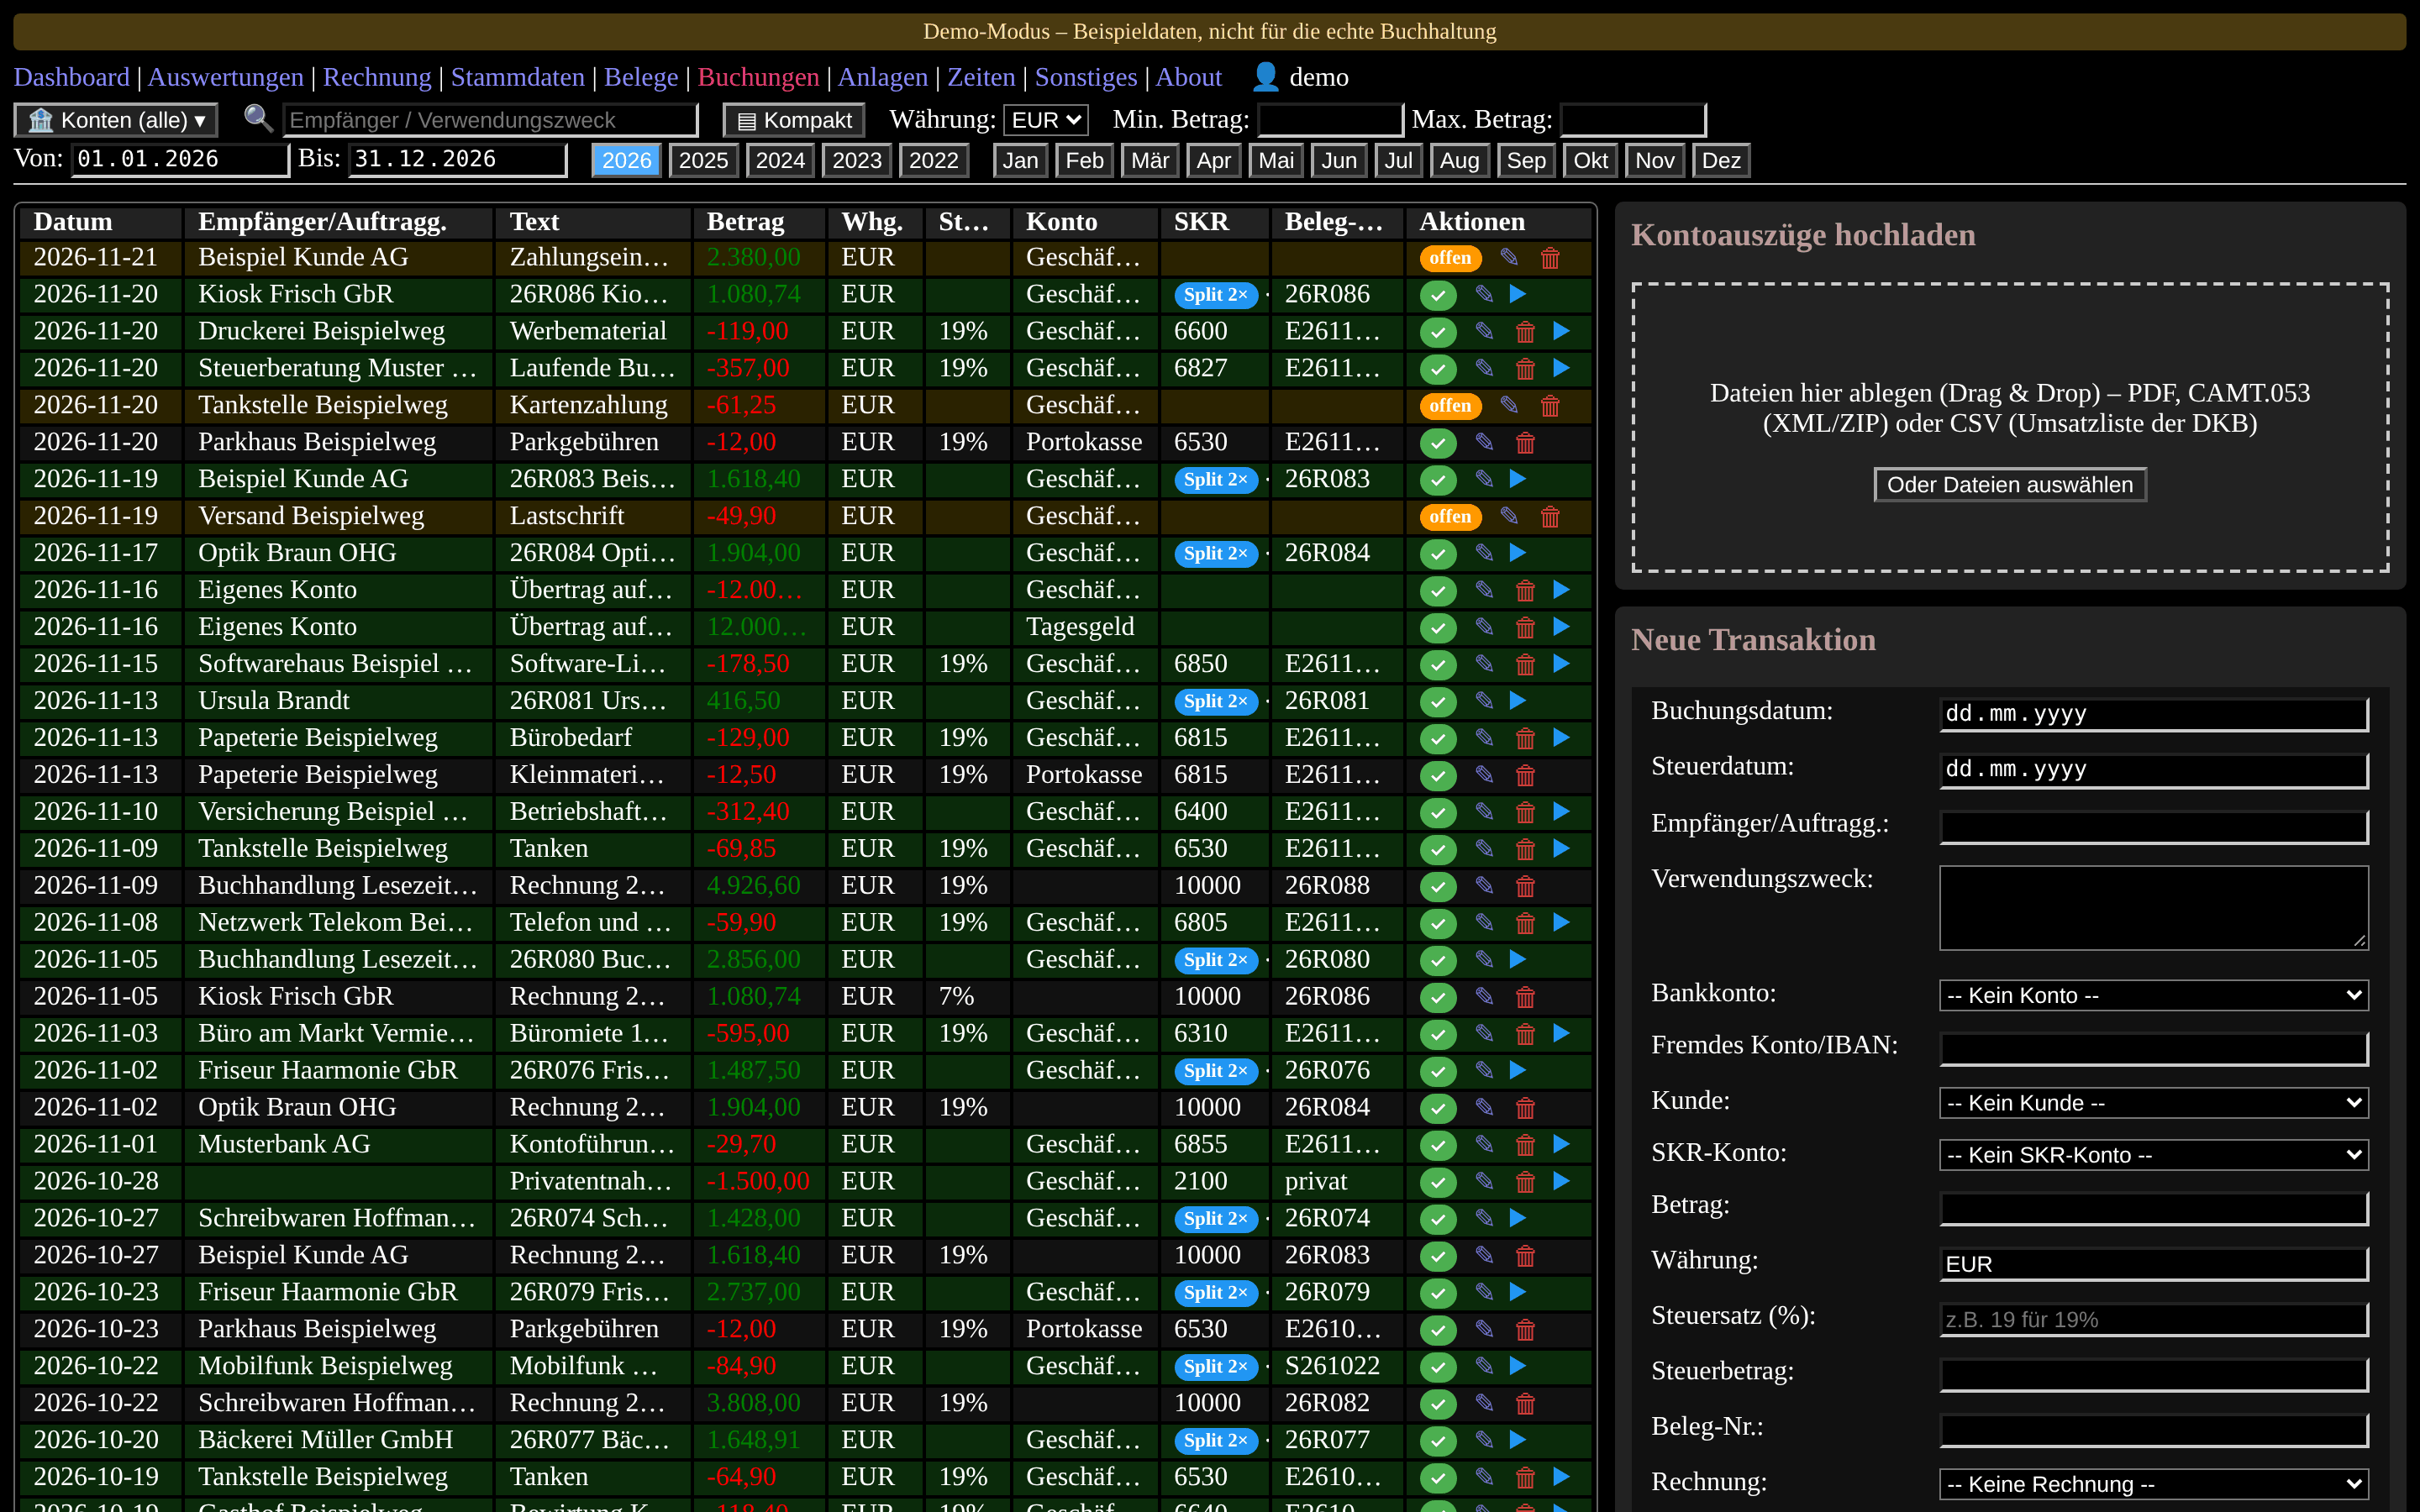 Demo-Modus – Beispieldaten, nicht für die echte Buchhaltung
Dashboard | Auswertungen | Rechnung | Stammdaten | Belege | Buchungen | Anlagen | Zeiten | Sonstiges | About 👤 demo
🏦 Konten (alle) ▾ 🔍 Empfänger / Verwendungszweck ▤ Kompakt Währung: EUR Min. Betrag: Max. Betrag:
Von: 01.01.2026 Bis: 31.12.2026 2026 2025 2024 2023 2022 Jan Feb Mär Apr Mai Jun Jul Aug Sep Okt Nov Dez
Datum Empfänger/Auftragg. Text Betrag Whg. St… Konto SKR Beleg-… Aktionen
2026-11-21 Beispiel Kunde AG Zahlungsein… 2.380,00 EUR Geschäf… offen
2026-11-20 Kiosk Frisch GbR 26R086 Kio… 1.080,74 EUR Geschäf… Split 2× 26R086
2026-11-20 Druckerei Beispielweg Werbematerial -119,00 EUR 19% Geschäf… 6600 E2611…
2026-11-20 Steuerberatung Muster … Laufende Bu… -357,00 EUR 19% Geschäf… 6827 E2611…
2026-11-20 Tankstelle Beispielweg Kartenzahlung -61,25 EUR Geschäf… offen
2026-11-20 Parkhaus Beispielweg Parkgebühren -12,00 EUR 19% Portokasse 6530 E2611…
2026-11-19 Beispiel Kunde AG 26R083 Beis… 1.618,40 EUR Geschäf… Split 2× 26R083
2026-11-19 Versand Beispielweg Lastschrift -49,90 EUR Geschäf… offen
2026-11-17 Optik Braun OHG 26R084 Opti… 1.904,00 EUR Geschäf… Split 2× 26R084
2026-11-16 Eigenes Konto Übertrag auf… -12.00… EUR Geschäf…
2026-11-16 Eigenes Konto Übertrag auf… 12.000… EUR Tagesgeld
2026-11-15 Softwarehaus Beispiel … Software-Li… -178,50 EUR 19% Geschäf… 6850 E2611…
2026-11-13 Ursula Brandt 26R081 Urs… 416,50 EUR Geschäf… Split 2× 26R081
2026-11-13 Papeterie Beispielweg Bürobedarf -129,00 EUR 19% Geschäf… 6815 E2611…
2026-11-13 Papeterie Beispielweg Kleinmateri… -12,50 EUR 19% Portokasse 6815 E2611…
2026-11-10 Versicherung Beispiel … Betriebshaft… -312,40 EUR Geschäf… 6400 E2611…
2026-11-09 Tankstelle Beispielweg Tanken -69,85 EUR 19% Geschäf… 6530 E2611…
2026-11-09 Buchhandlung Lesezeit… Rechnung 2… 4.926,60 EUR 19% 10000 26R088
2026-11-08 Netzwerk Telekom Bei… Telefon und … -59,90 EUR 19% Geschäf… 6805 E2611…
2026-11-05 Buchhandlung Lesezeit… 26R080 Buc… 2.856,00 EUR Geschäf… Split 2× 26R080
2026-11-05 Kiosk Frisch GbR Rechnung 2… 1.080,74 EUR 7% 10000 26R086
2026-11-03 Büro am Markt Vermie… Büromiete 1… -595,00 EUR 19% Geschäf… 6310 E2611…
2026-11-02 Friseur Haarmonie GbR 26R076 Fris… 1.487,50 EUR Geschäf… Split 2× 26R076
2026-11-02 Optik Braun OHG Rechnung 2… 1.904,00 EUR 19% 10000 26R084
2026-11-01 Musterbank AG Kontoführun… -29,70 EUR Geschäf… 6855 E2611…
2026-10-28 Privatentnah… -1.500,00 EUR Geschäf… 2100 privat
2026-10-27 Schreibwaren Hoffman… 26R074 Sch… 1.428,00 EUR Geschäf… Split 2× 26R074
2026-10-27 Beispiel Kunde AG Rechnung 2… 1.618,40 EUR 19% 10000 26R083
2026-10-23 Friseur Haarmonie GbR 26R079 Fris… 2.737,00 EUR Geschäf… Split 2× 26R079
2026-10-23 Parkhaus Beispielweg Parkgebühren -12,00 EUR 19% Portokasse 6530 E2610…
2026-10-22 Mobilfunk Beispielweg Mobilfunk … -84,90 EUR Geschäf… Split 2× S261022
2026-10-22 Schreibwaren Hoffman… Rechnung 2… 3.808,00 EUR 19% 10000 26R082
2026-10-20 Bäckerei Müller GmbH 26R077 Bäc… 1.648,91 EUR Geschäf… Split 2× 26R077
2026-10-19 Tankstelle Beispielweg Tanken -64,90 EUR 19% Geschäf… 6530 E2610…
2026-10-19 Gasthof Beispielweg Bewirtung K… -118,40 EUR 19% Geschäf… 6640 E2610…
Kontoauszüge hochladen
Dateien hier ablegen (Drag & Drop) – PDF, CAMT.053
(XML/ZIP) oder CSV (Umsatzliste der DKB)
Oder Dateien auswählen
Neue Transaktion
Buchungsdatum: dd.mm.yyyy
Steuerdatum: dd.mm.yyyy
Empfänger/Auftragg.:
Verwendungszweck:
Bankkonto: -- Kein Konto --
Fremdes Konto/IBAN:
Kunde: -- Kein Kunde --
SKR-Konto: -- Kein SKR-Konto --
Betrag:
Währung: EUR
Steuersatz (%): z.B. 19 für 19%
Steuerbetrag:
Beleg-Nr.:
Rechnung: -- Keine Rechnung --